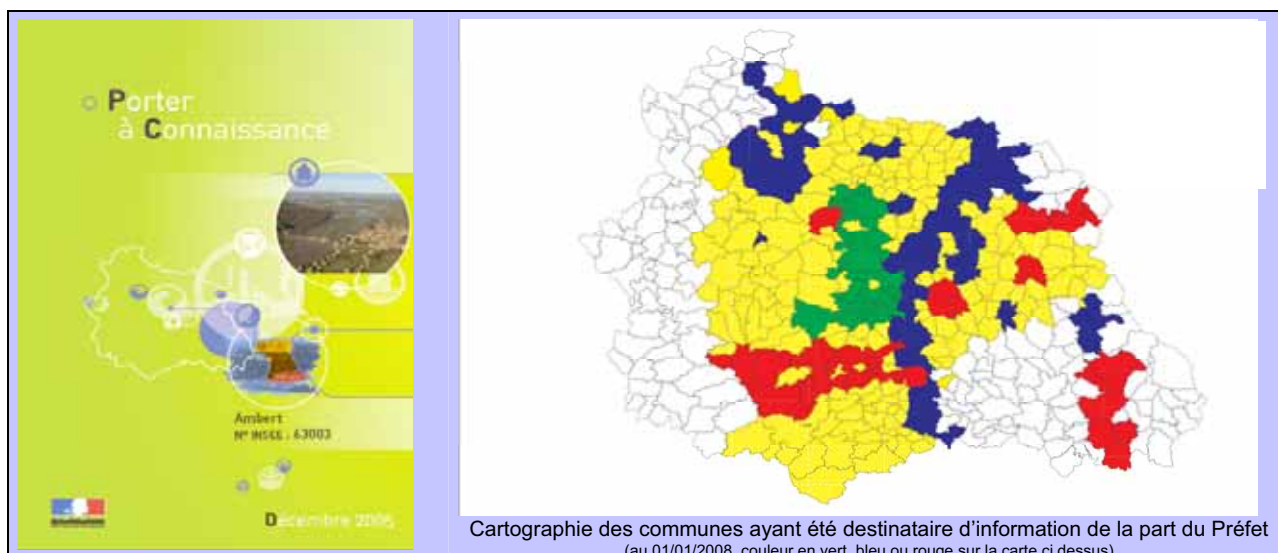 Porter
à Connaissance
Ambert
N° INSEE : 63003
Décembre 2005
Cartographie des communes ayant été destinataire d'information de la part du Préfet
(au 01/01/2008, couleur en vert, bleu ou rouge sur la carte ci dessus)